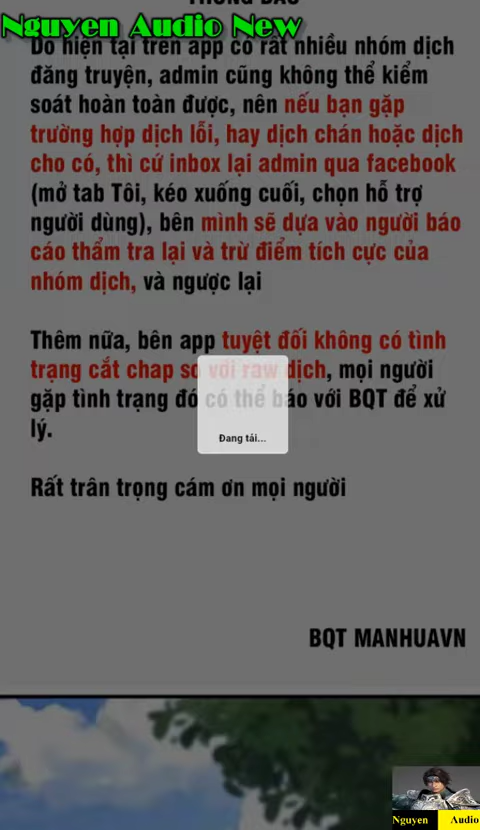 THÔNG BÁO
Nguyen Audio New
Do hiện tại trên app có rất nhiều nhóm dịch
đăng truyện, admin cũng không thể kiểm
soát hoàn toàn được, nên nếu bạn gặp
trường hợp dịch lỗi, hay dịch chán hoặc dịch
cho có, thì cứ inbox lại admin qua facebook
(mở tab Tôi, kéo xuống cuối, chọn hỗ trợ
người dùng), bên mình sẽ dựa vào người báo
cáo thẩm tra lại và trừ điểm tích cực của
nhóm dịch, và ngược lại
Thêm nữa, bên app tuyệt đối không có tình
trạng cắt chap so với raw dịch, mọi người
gặp tình trạng đó có thể báo với BQT để xử
lý.
Đang tải...
Rất trân trọng cám ơn mọi người
BQT MANHUAVN
Nguyen Audio